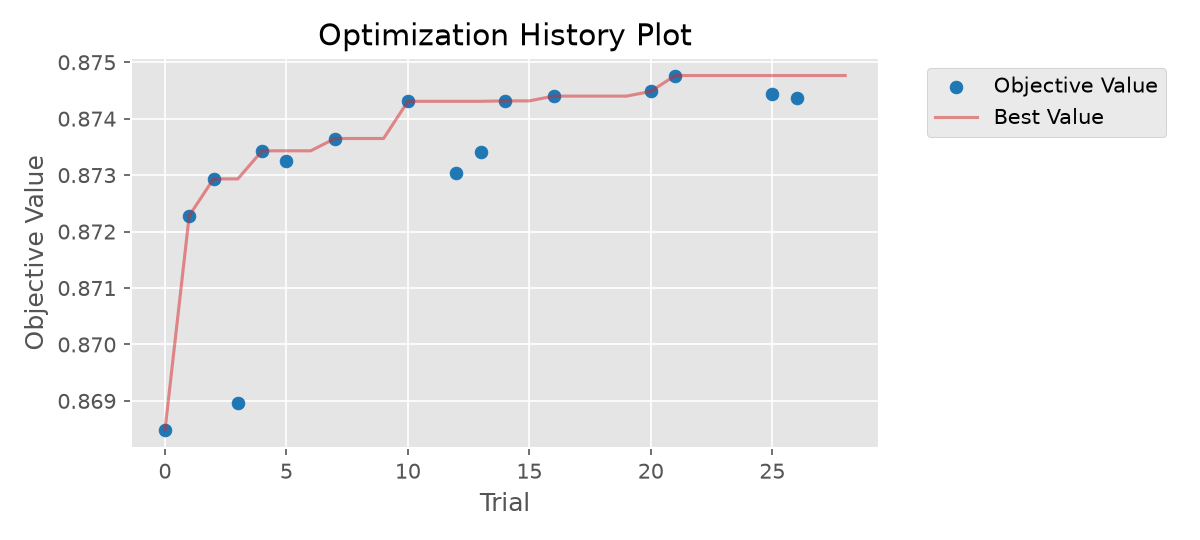 Optimization History Plot
0.875
0.874
0.873
0.872
0.871
0.870
0.869
Objective Value
0 5 10 15 20 25
Trial
Objective Value
Best Value